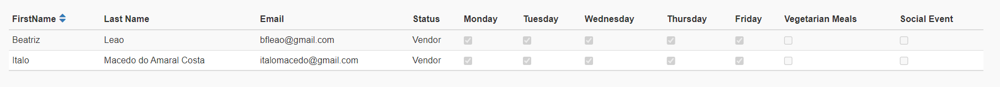 FirstName Last Name Email Status Monday Tuesday Wednesday Thursday Friday Vegetarian Meals Social Event
Beatriz Leao bfleao@gmail.com Vendor
Italo Macedo do Amaral Costa italomacedo@gmail.com Vendor